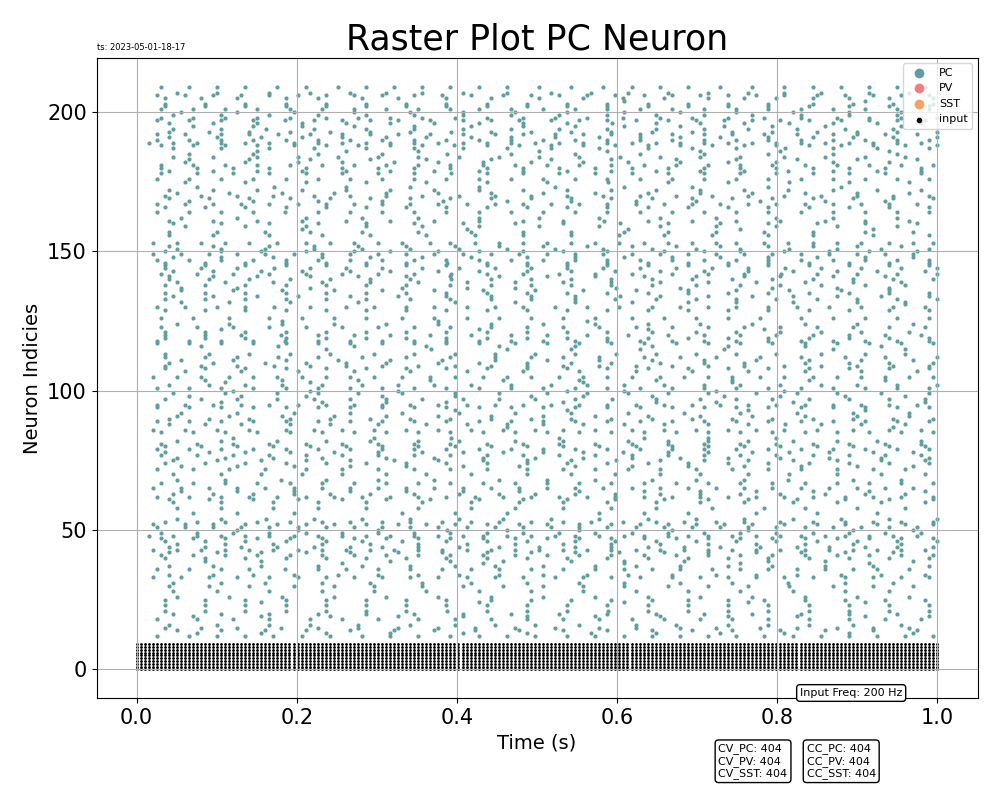 Raster Plot PC Neuron
ts: 2023-05-01-18-17
PC
PV
SST
input
Neuron Indicies
200
150
100
50
0
0.0 0.2 0.4 0.6 0.8 1.0
Input Freq: 200 Hz
Time (s)
CV_PC: 404
CV_PV: 404
CV_SST: 404
CC_PC: 404
CC_PV: 404
CC_SST: 404